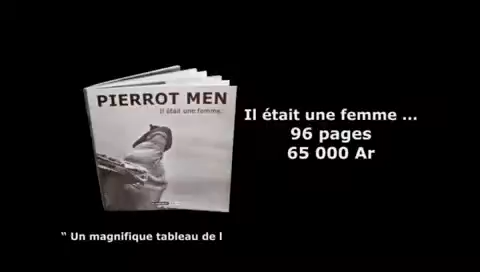 PIERROT MEN
Il était une femme...
Il était une femme ...
96 pages
65 000 Ar
“ Un magnifique tableau de l